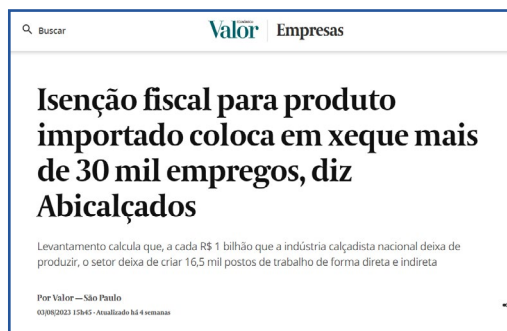 Buscar
Econômico
Valor Empresas
Isenção fiscal para produto
importado coloca em xeque mais
de 30 mil empregos, diz
Abicalçados
Levantamento calcula que, a cada R$ 1 bilhão que a indústria calçadista nacional deixa de
produzir, o setor deixa de criar 16,5 mil postos de trabalho de forma direta e indireta
Por Valor — São Paulo
03/08/2023 15h45 · Atualizado há 4 semanas